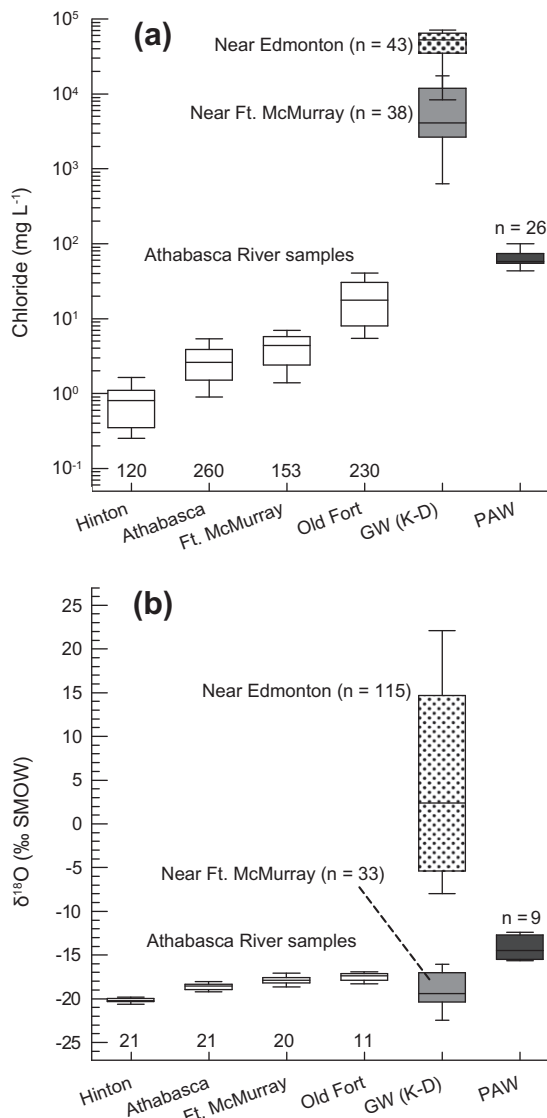 (a)
Near Edmonton (n = 43)
Near Ft. McMurray (n = 38)
n = 26
Athabasca River samples
Chloride (mg L⁻¹)
10⁵
10⁴
10³
10²
10¹
10⁰
10⁻¹
120 260 153 230
Hinton Athabasca Ft. McMurray Old Fort GW (K-D) PAW
(b)
Near Edmonton (n = 115)
Near Ft. McMurray (n = 33)
n = 9
Athabasca River samples
δ¹⁸O (‰ SMOW)
25
20
15
10
5
0
-5
-10
-15
-20
-25
21 21 20 11
Hinton Athabasca Ft. McMurray Old Fort GW (K-D) PAW